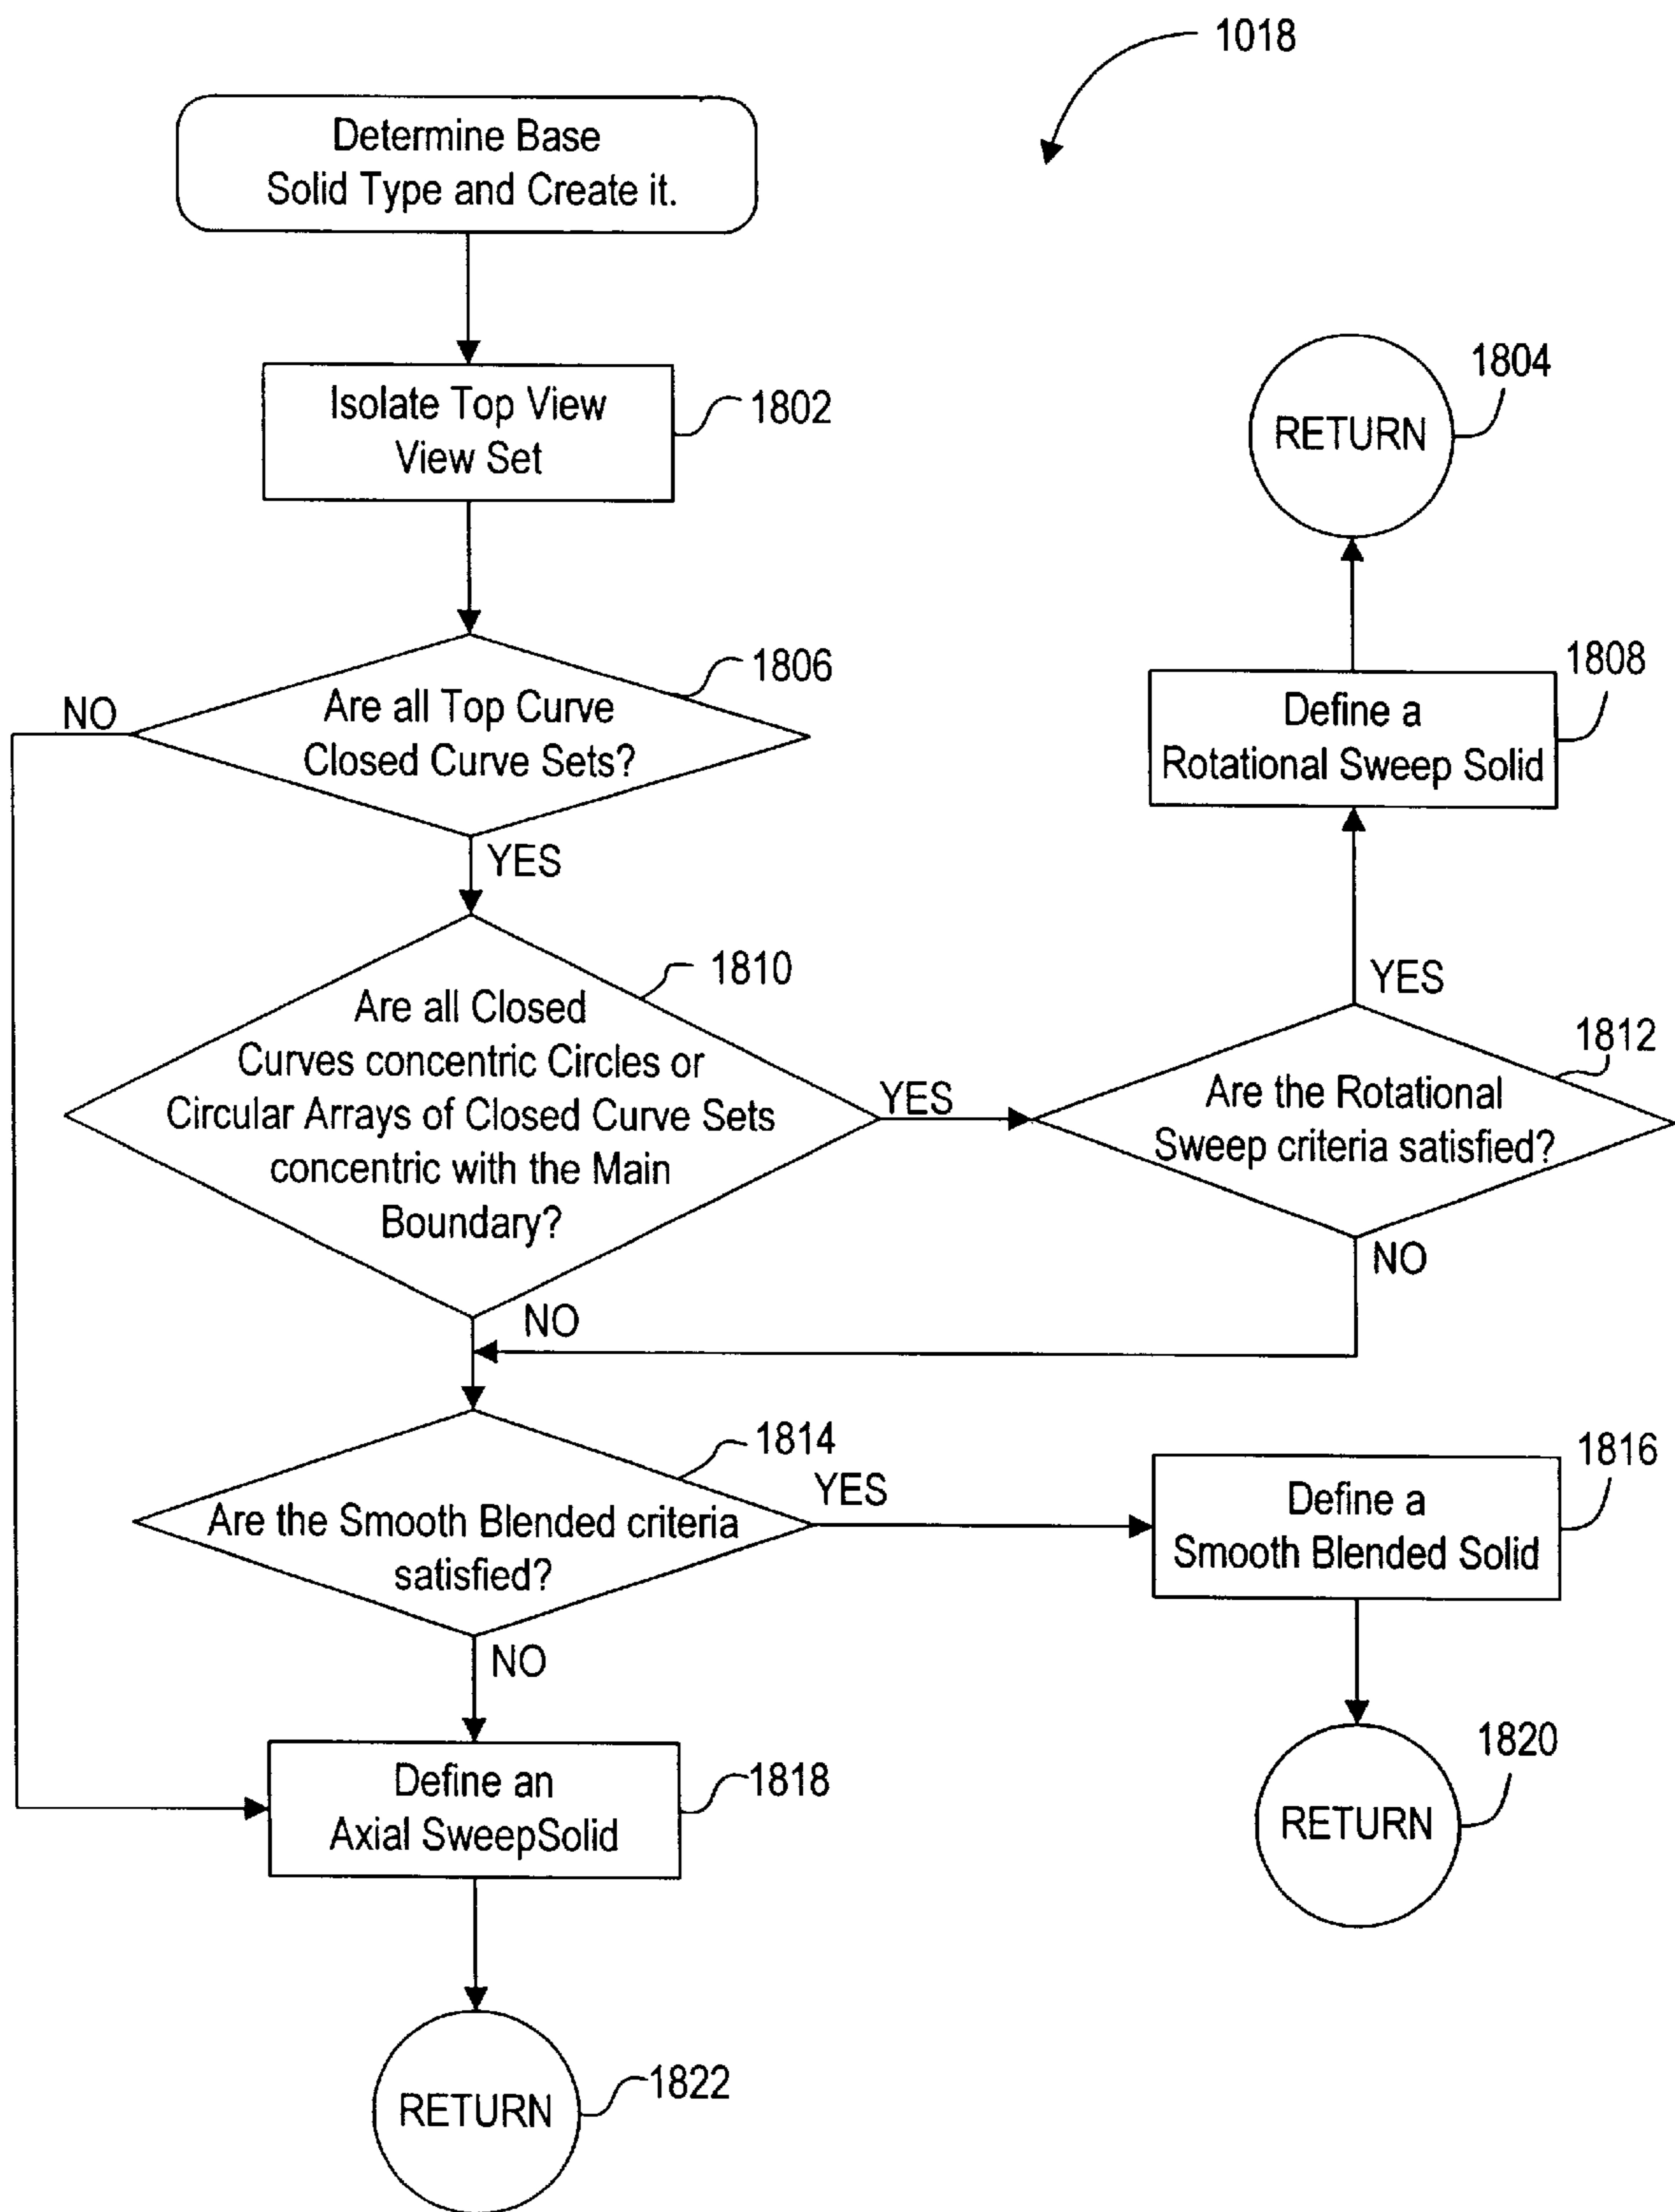 1018
Determine Base
Solid Type and Create it.
Isolate Top View
View Set
1802
1804
RETURN
1806
NO
Are all Top Curve
Closed Curve Sets?
YES
1808
Define a
Rotational Sweep Solid
1810
Are all Closed
Curves concentric Circles or
Circular Arrays of Closed Curve Sets
concentric with the Main
Boundary?
YES
NO
YES
1812
Are the Rotational
Sweep criteria satisfied?
NO
1814
Are the Smooth Blended criteria
satisfied?
YES
NO
1816
Define a
Smooth Blended Solid
Define an
Axial SweepSolid
1818
1820
RETURN
RETURN
1822